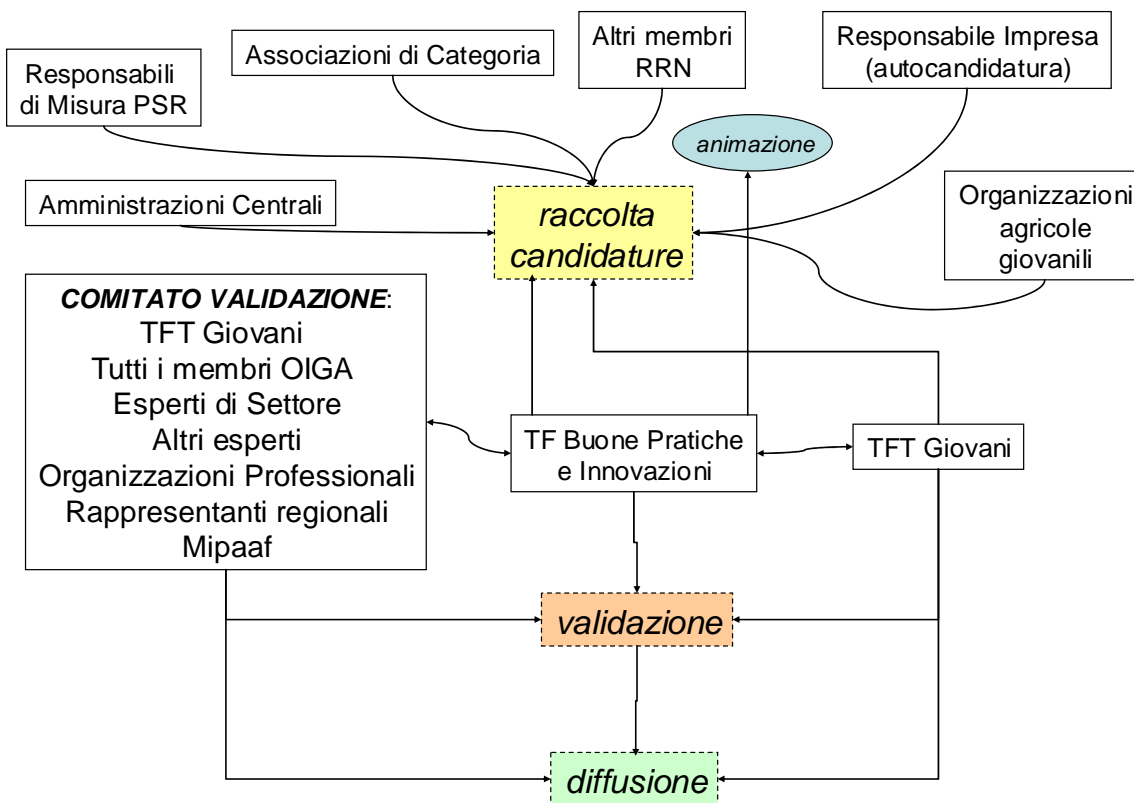 Responsabili
di Misura PSR
Associazioni di Categoria
Altri membri
RRN
Responsabile Impresa
(autocandidatura)
animazione
Amministrazioni Centrali
raccolta
candidature
Organizzazioni
agricole
giovanili
COMITATO VALIDAZIONE:
TFT Giovani
Tutti i membri OIGA
Esperti di Settore
Altri esperti
Organizzazioni Professionali
Rappresentanti regionali
Mipaaf
TF Buone Pratiche
e Innovazioni
TFT Giovani
validazione
diffusione